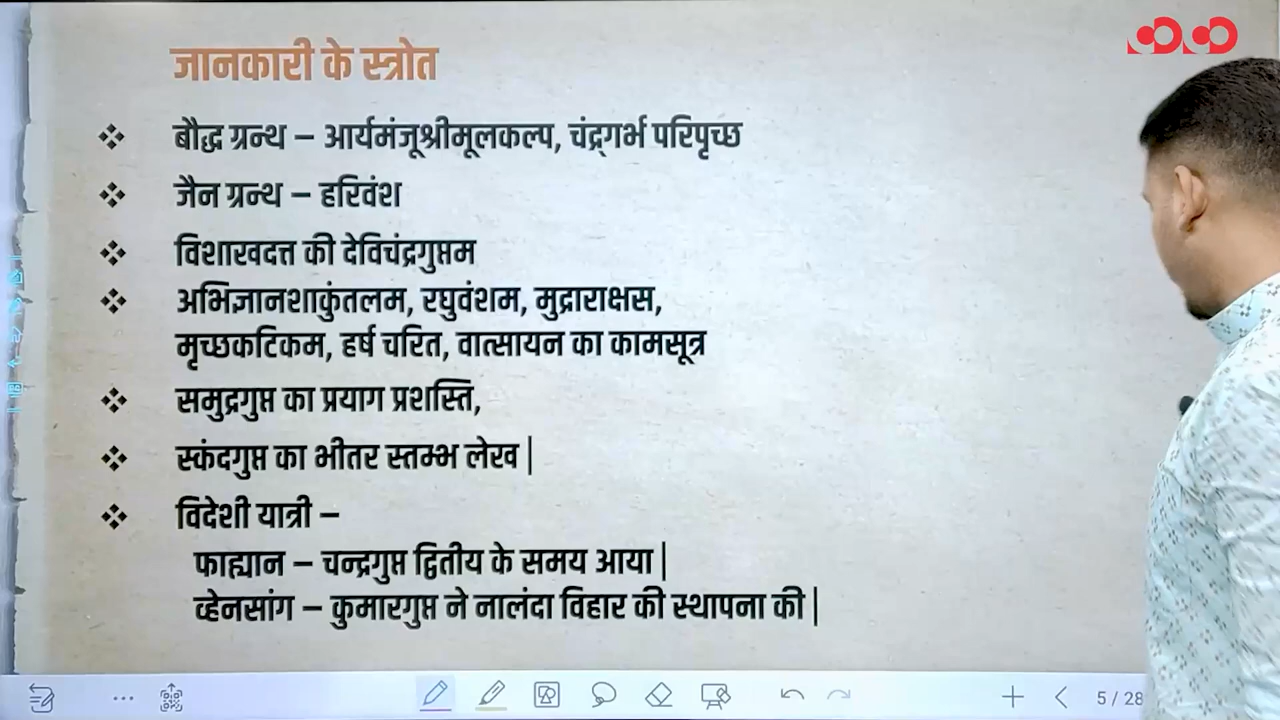 जानकारी के स्त्रोत
❖ बौद्ध ग्रन्थ – आर्यमंजूश्रीमूलकल्प, चंद्र्गर्भ परिपृच्छ
❖ जैन ग्रन्थ – हरिवंश
❖ विशाखदत्त की देविचंद्रगुप्तम
❖ अभिज्ञानशाकुंतलम, रघुवंशम, मुद्राराक्षस,
मृच्छकटिकम, हर्ष चरित, वात्सायन का कामसूत्र
❖ समुद्रगुप्त का प्रयाग प्रशस्ति,
❖ स्कंदगुप्त का भीतर स्तम्भ लेख |
❖ विदेशी यात्री –
फाह्यान – चन्द्रगुप्त द्वितीय के समय आया |
व्हेनसांग – कुमारगुप्त ने नालंदा विहार की स्थापना की |
5 / 28